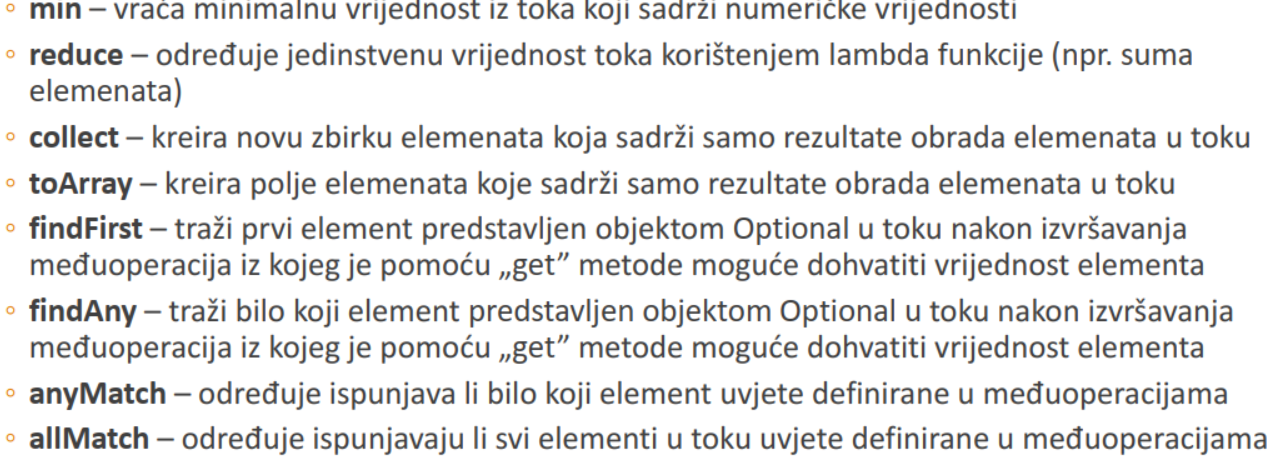 ◦ min – vraća minimalnu vrijednost iz toka koji sadrži numeričke vrijednosti
◦ reduce – određuje jedinstvenu vrijednost toka korištenjem lambda funkcije (npr. suma
elemenata)
◦ collect – kreira novu zbirku elemenata koja sadrži samo rezultate obrada elemenata u toku
◦ toArray – kreira polje elemenata koje sadrži samo rezultate obrada elemenata u toku
◦ findFirst – traži prvi element predstavljen objektom Optional u toku nakon izvršavanja
međuoperacija iz kojeg je pomoću „get” metode moguće dohvatiti vrijednost elementa
◦ findAny – traži bilo koji element predstavljen objektom Optional u toku nakon izvršavanja
međuoperacija iz kojeg je pomoću „get” metode moguće dohvatiti vrijednost elementa
◦ anyMatch – određuje ispunjava li bilo koji element uvjete definirane u međuoperacijama
◦ allMatch – određuje ispunjavaju li svi elementi u toku uvjete definirane u međuoperacijama